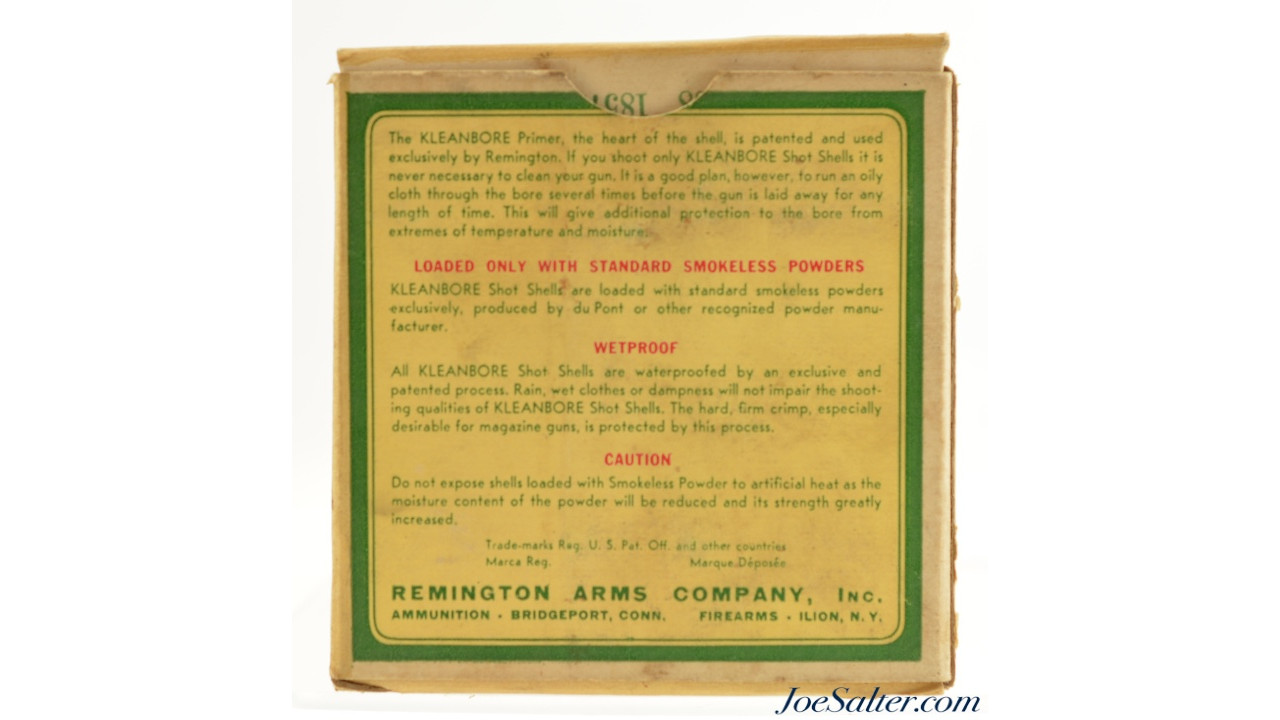 The KLEANBORE Primer, the heart of the shell, is patented and used
exclusively by Remington. If you shoot only KLEANBORE Shot Shells it is
never necessary to clean your gun. It is a good plan, however, to run an oily
cloth through the bore several times before the gun is laid away for any
length of time. This will give additional protection to the bore from
extremes of temperature and moisture.
LOADED ONLY WITH STANDARD SMOKELESS POWDERS
KLEANBORE Shot Shells are loaded with standard smokeless powders
exclusively, produced by du Pont or other recognized powder manu-
facturer.
WETPROOF
All KLEANBORE Shot Shells are waterproofed by an exclusive and
patented process. Rain, wet clothes or dampness will not impair the shoot-
ing qualities of KLEANBORE Shot Shells. The hard, firm crimp, especially
desirable for magazine guns, is protected by this process.
CAUTION
Do not expose shells loaded with Smokeless Powder to artificial heat as the
moisture content of the powder will be reduced and its strength greatly
increased.
Trade-marks Reg. U. S. Pat. Off. and other countries
Marca Reg. Marque Déposée
REMINGTON ARMS COMPANY, INC.
AMMUNITION - BRIDGEPORT, CONN. FIREARMS - ILION, N. Y.
JoeSalter.com